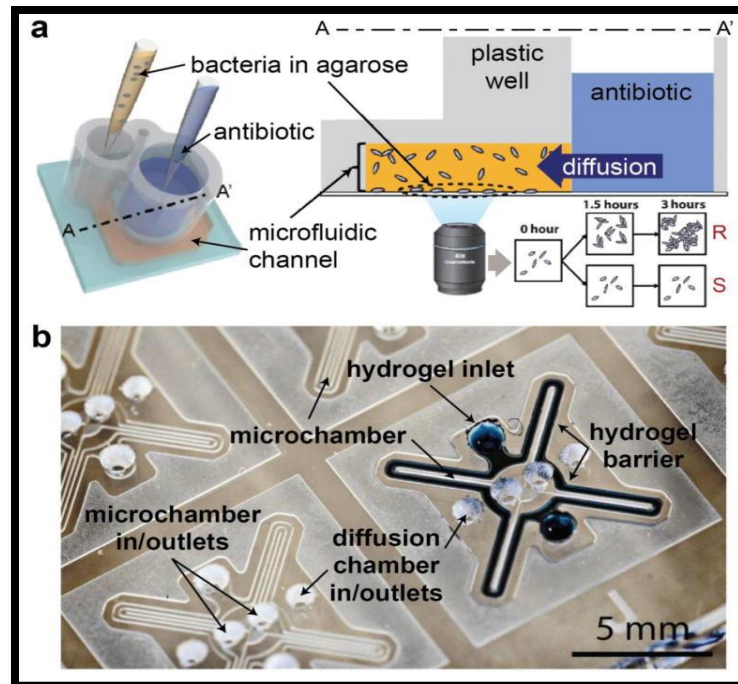 a
A
A'
bacteria in agarose
plastic
well
antibiotic
antibiotic
diffusion
A'
A
microfluidic
channel
0 hour
1.5 hours
3 hours
R
S
b
hydrogel inlet
microchamber
hydrogel
barrier
microchamber
in/outlets
diffusion
chamber
in/outlets
5 mm